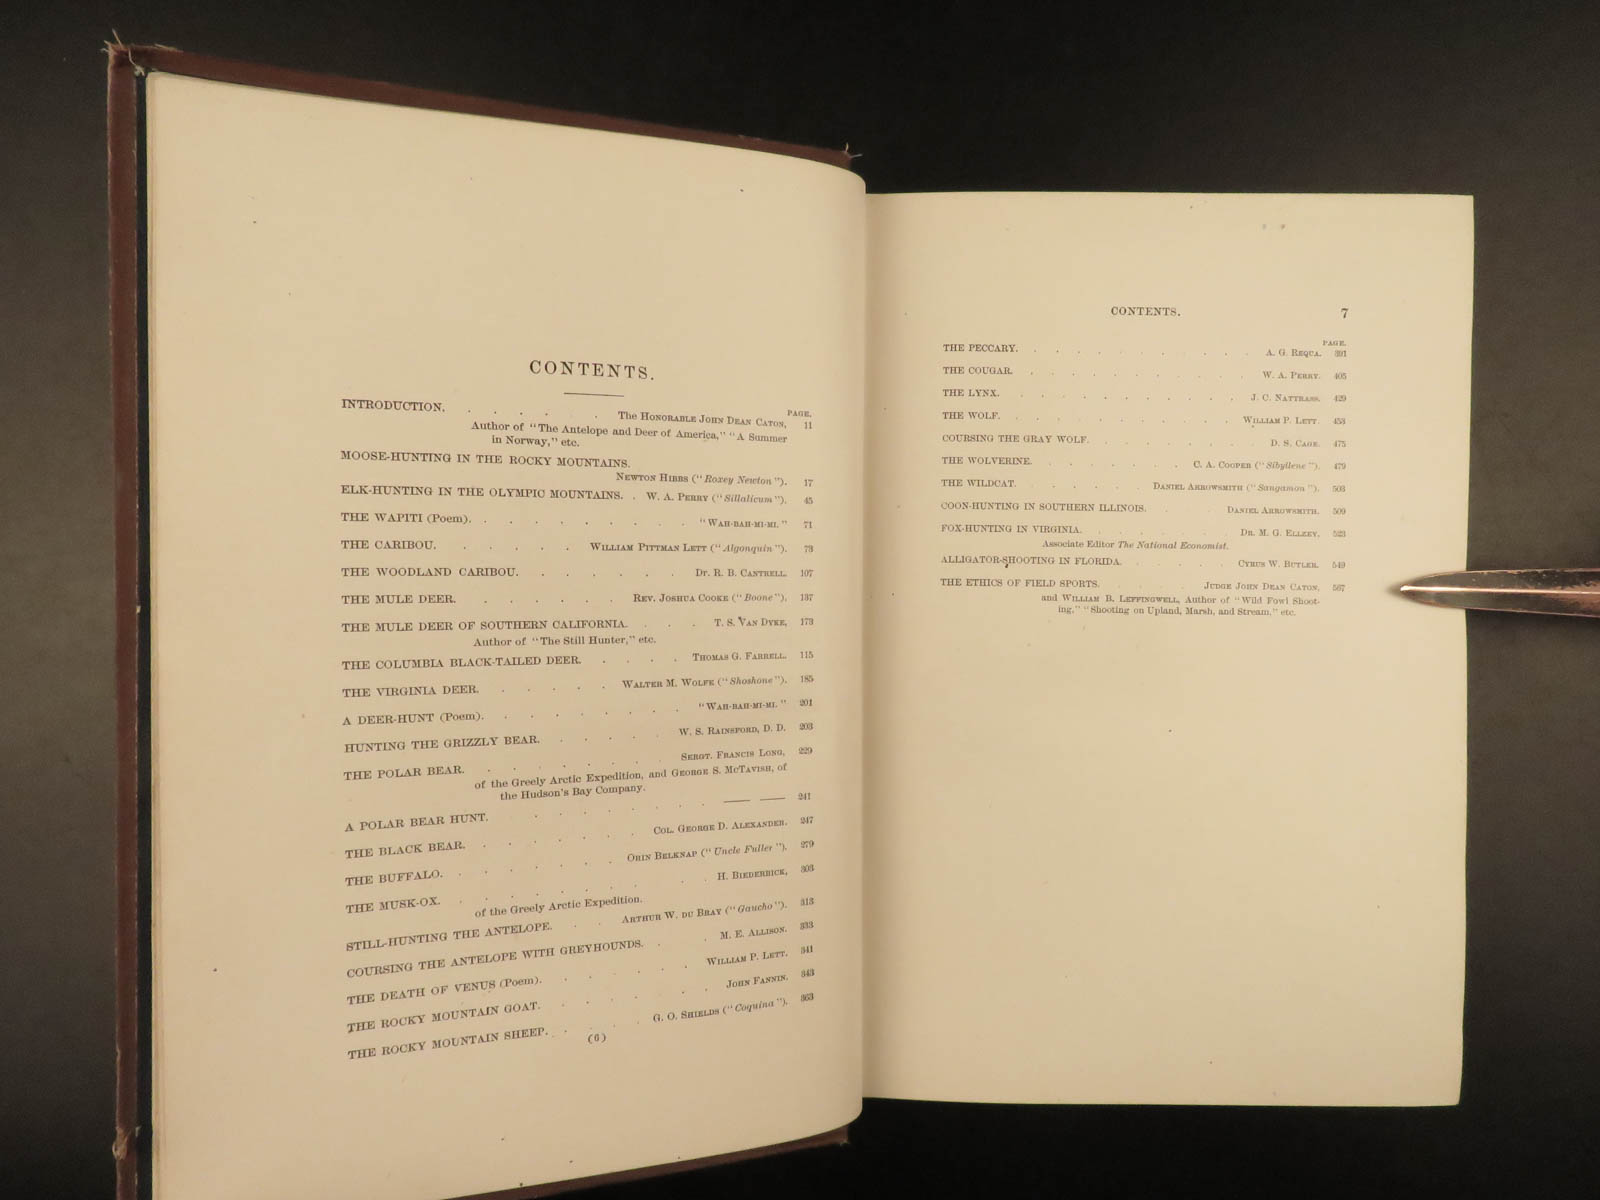 CONTENTS.
PAGE.
INTRODUCTION. . . . . . . The HONORABLE JOHN DEAN CATON, 11
Author of "The Antelope and Deer of America," "A Summer
in Norway," etc.
MOOSE-HUNTING IN THE ROCKY MOUNTAINS.
NEWTON HIBBS ("Roxey Newton"). 17
ELK-HUNTING IN THE OLYMPIC MOUNTAINS. . W. A. PERRY ("Sillalicum"). 45
THE WAPITI (Poem). . . . . . . . . "WAH-BAH-MI-MI." 71
THE CARIBOU. . . . . . WILLIAM PITTMAN LETT ("Algonquin"). 73
THE WOODLAND CARIBOU. . . . . . . DR. R. B. CANTRELL. 107
THE MULE DEER. . . . . . . REV. JOSHUA COOKE ("Boone"). 137
THE MULE DEER OF SOUTHERN CALIFORNIA. . . . T. S. VAN DYKE, 173
Author of "The Still Hunter," etc.
THE COLUMBIA BLACK-TAILED DEER. . . . . THOMAS G. FARRELL. 115
THE VIRGINIA DEER. . . . . . WALTER M. WOLFE ("Shoshone"). 185
A DEER-HUNT (Poem). . . . . . . . "WAH-BAH-MI-MI." 201
HUNTING THE GRIZZLY BEAR. . . . . . W. S. RAINSFORD, D. D. 203
THE POLAR BEAR. . . . . . . . SERGT. FRANCIS LONG, 229
of the Greely Arctic Expedition, and GEORGE S. MCTAVISH, of
the Hudson's Bay Company.
A POLAR BEAR HUNT. . . . . . . —— —— 241
THE BLACK BEAR. . . . . . . COL. GEORGE D. ALEXANDER. 247
THE BUFFALO. . . . . . . ORIN BELKNAP ("Uncle Fuller"). 279
THE MUSK-OX. . . . . . . . . H. BIEDERBICK, 303
of the Greely Arctic Expedition.
STILL-HUNTING THE ANTELOPE. . . ARTHUR W. DU BRAY ("Gaucho"). 313
COURSING THE ANTELOPE WITH GREYHOUNDS. . . M. E. ALLISON. 333
THE DEATH OF VENUS (Poem). . . . . . WILLIAM P. LETT. 341
THE ROCKY MOUNTAIN GOAT. . . . . . . JOHN FANNIN. 343
THE ROCKY MOUNTAIN SHEEP. . . . . G. O. SHIELDS ("Coquina"). 363
(6)
CONTENTS. 7
PAGE.
THE PECCARY. . . . . . . . . . A. G. REQUA. 391
THE COUGAR. . . . . . . . . W. A. PERRY. 405
THE LYNX. . . . . . . . . . J. C. NATTRASS. 429
THE WOLF. . . . . . . . . WILLIAM P. LETT. 453
COURSING THE GRAY WOLF. . . . . . . . D. S. CAGE. 475
THE WOLVERINE. . . . . . . C. A. COOPER ("Sibyllene"). 479
THE WILDCAT. . . . . . DANIEL ARROWSMITH ("Sangamon"). 503
COON-HUNTING IN SOUTHERN ILLINOIS. . . DANIEL ARROWSMITH. 509
FOX-HUNTING IN VIRGINIA. . . . . . . DR. M. G. ELLZEY, 523
Associate Editor The National Economist.
ALLIGATOR-SHOOTING IN FLORIDA. . . . . . CYRUS W. BUTLER. 549
THE ETHICS OF FIELD SPORTS. . . . . JUDGE JOHN DEAN CATON, 567
and WILLIAM B. LEFFINGWELL, Author of "Wild Fowl Shoot-
ing," "Shooting on Upland, Marsh, and Stream," etc.